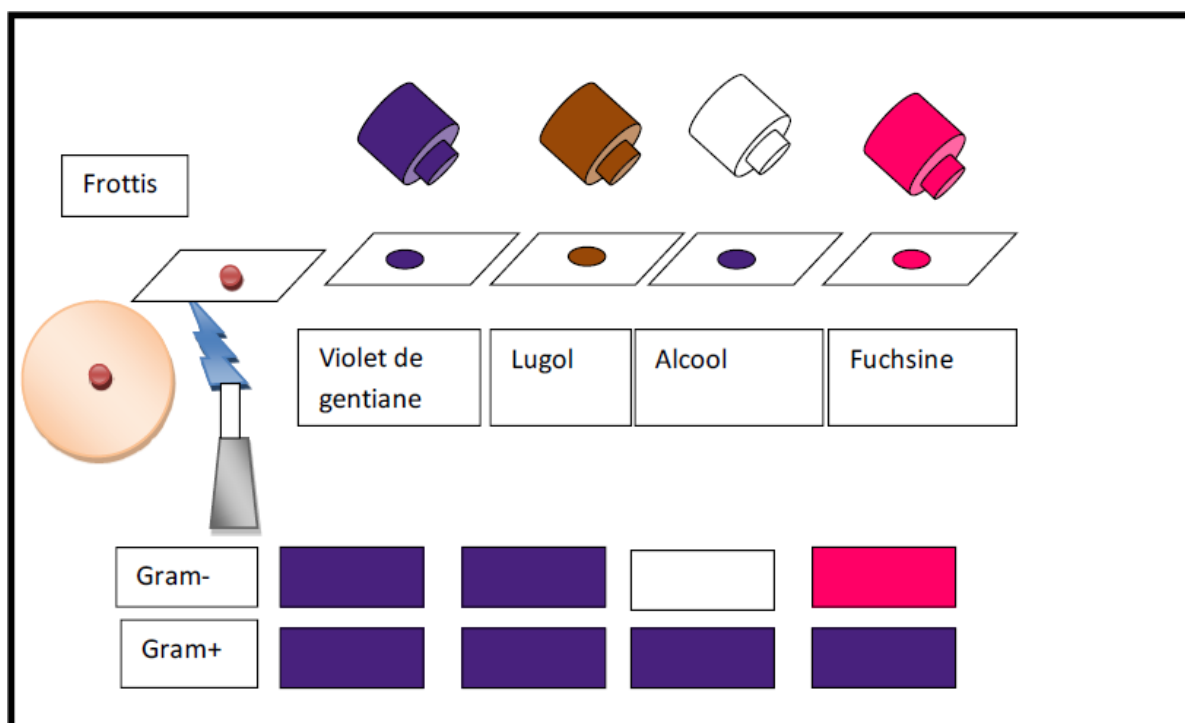 Frottis
Violet de
gentiane
Lugol
Alcool
Fuchsine
Gram-
Gram+